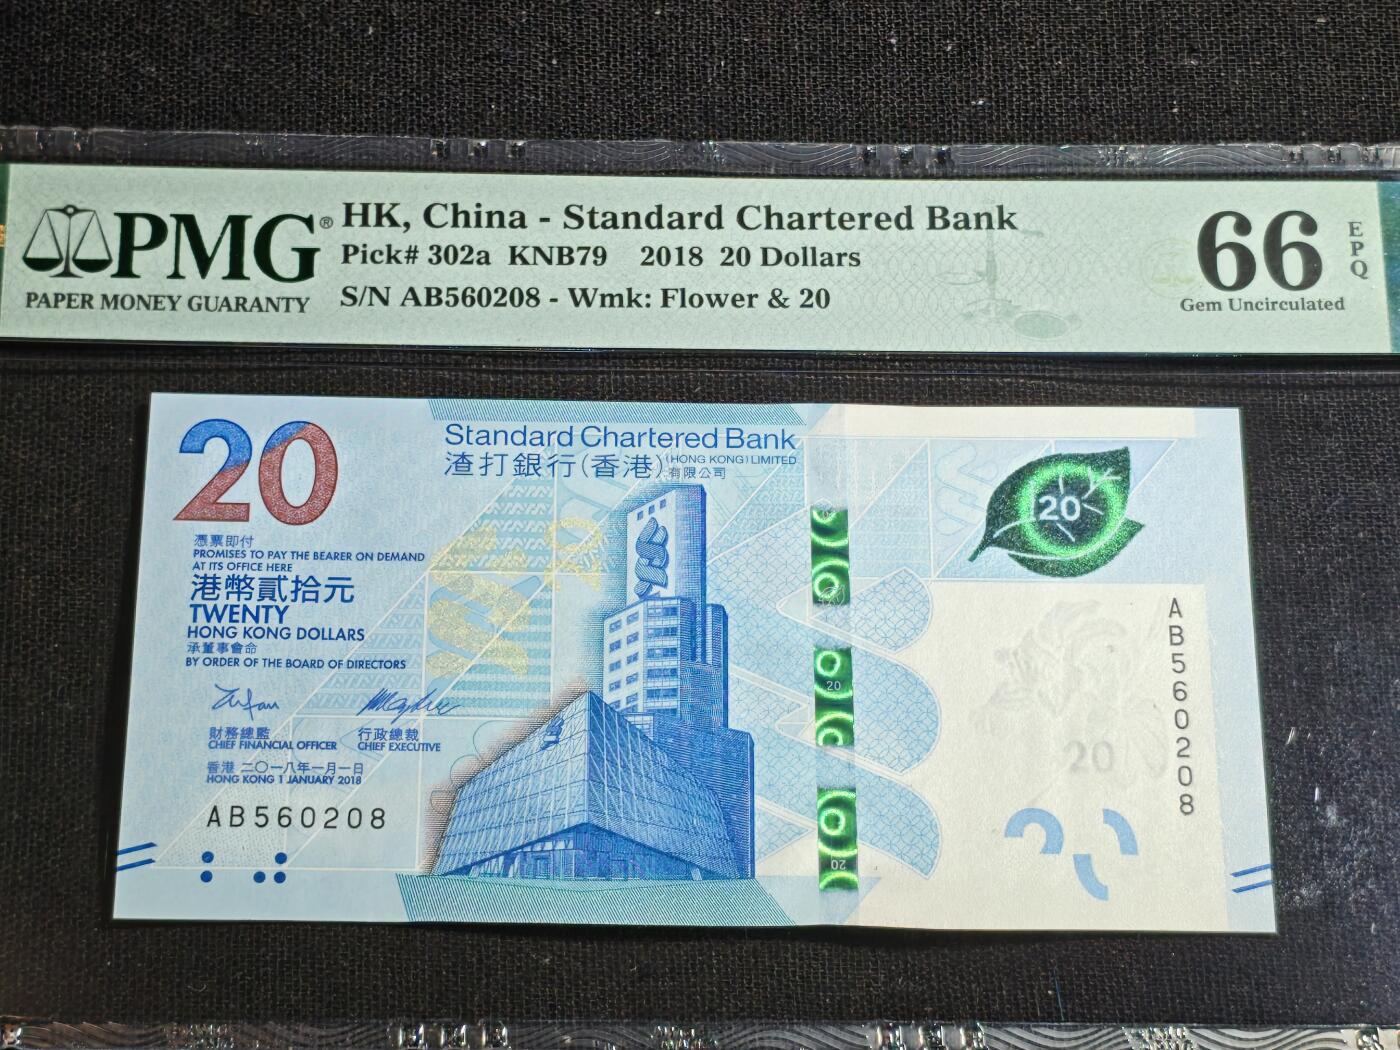 PMG®
PAPER MONEY GUARANTY
HK, China - Standard Chartered Bank
Pick# 302a KNB79 2018 20 Dollars
S/N AB560208 - Wmk: Flower & 20
66
EPQ
Gem Uncirculated
20
Standard Chartered Bank
(HONG KONG) LIMITED
渣打銀行(香港)有限公司
憑票即付
PROMISES TO PAY THE BEARER ON DEMAND
AT ITS OFFICE HERE
港幣貳拾元
TWENTY
HONG KONG DOLLARS
承董事會命
BY ORDER OF THE BOARD OF DIRECTORS
財務總監
CHIEF FINANCIAL OFFICER
行政總裁
CHIEF EXECUTIVE
香港 二〇一八年一月一日
HONG KONG 1 JANUARY 2018
AB560208
20
20
20
20
20
AB560208